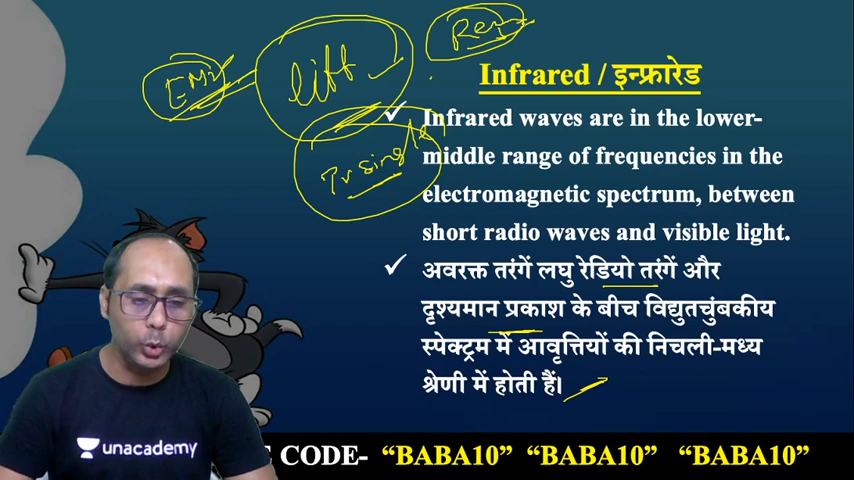 Infrared / इन्फ्रारेड
Infrared waves are in the lower-
middle range of frequencies in the
electromagnetic spectrum, between
short radio waves and visible light.
अवरक्त तरंगें लघु रेडियो तरंगें और
दृश्यमान प्रकाश के बीच विद्युतचुंबकीय
स्पेक्ट्रम में आवृत्तियों की निचली-मध्य
श्रेणी में होती हैं।
unacademy
CODE- “BABA10” “BABA10” “BABA10”